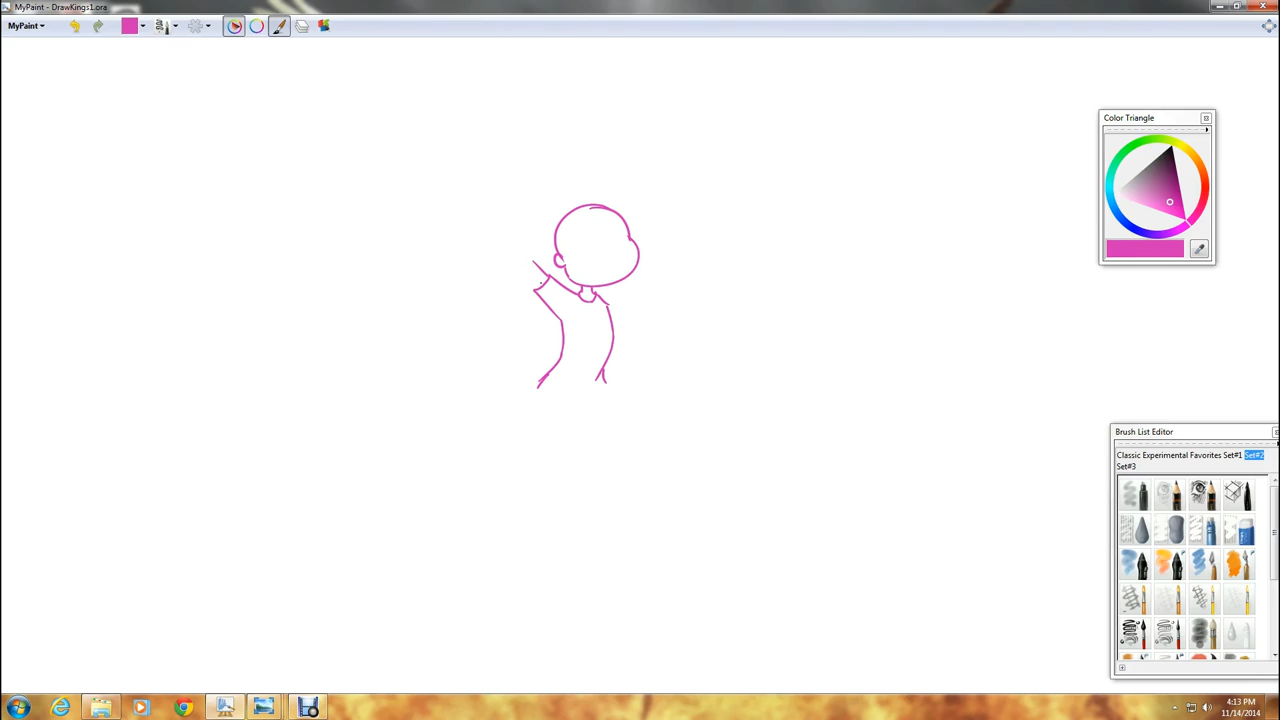 MyPaint - DrawKings1.ora
MyPaint
Color Triangle
Brush List Editor
Classic Experimental Favorites Set#1 Set#2
Set#3
4:13 PM
11/14/2014